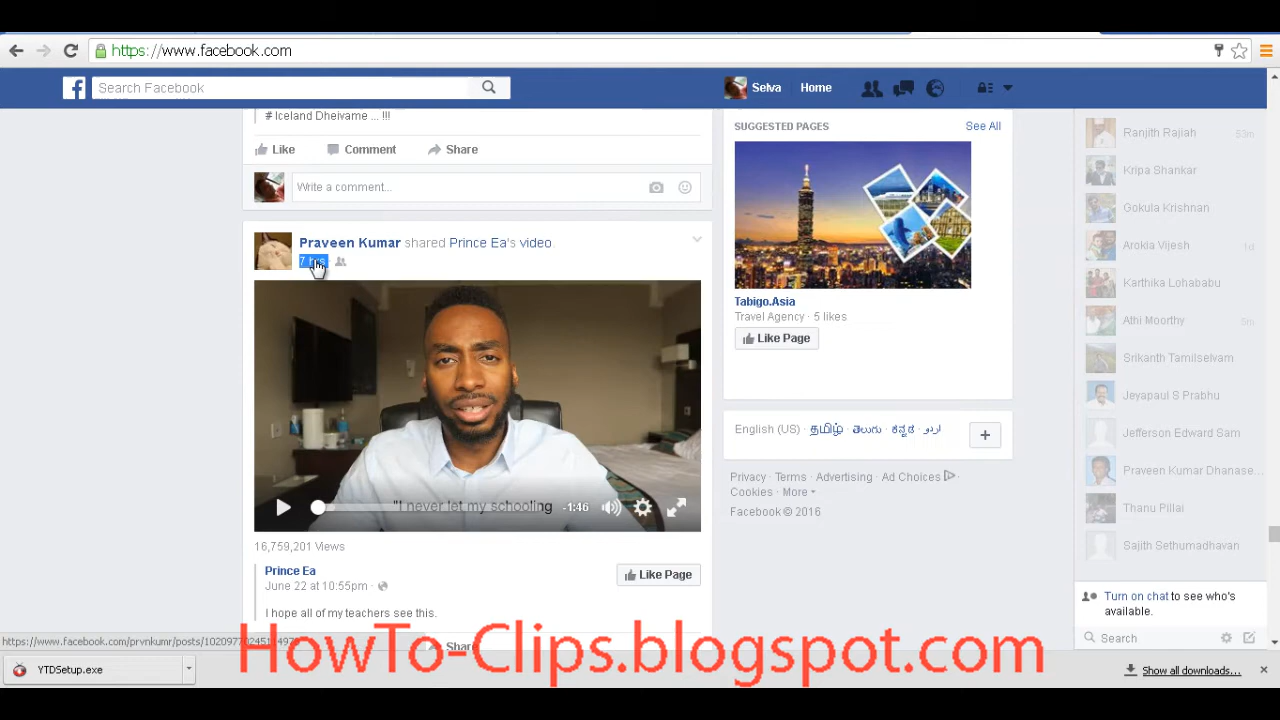 https://www.facebook.com
Search Facebook
Selva
Home
# Iceland Dheivame ... !!!
Like
Comment
Share
Write a comment...
Praveen Kumar shared Prince Ea's video.
7 hrs
"I never let my schooling
-1:46
16,759,201 Views
Prince Ea
June 22 at 10:55pm ·
Like Page
I hope all of my teachers see this.
SUGGESTED PAGES
See All
Tabigo.Asia
Travel Agency · 5 likes
Like Page
English (US) · தமிழ் · తెలుగు · ಕನ್ನಡ · اردو
Privacy · Terms · Advertising · Ad Choices ·
Cookies · More
Facebook © 2016
Ranjith Rajiah 53m
Kripa Shankar
Gokula Krishnan
Arokia Vijesh 1d
Karthika Lohababu
Athi Moorthy 5m
Srikanth Tamilselvam
Jeyapaul S Prabhu
Jefferson Edward Sam
Praveen Kumar Dhanase...
Thanu Pillai
Sajith Sethumadhavan
Turn on chat to see who's
available.
Search
HowTo-Clips.blogspot.com
YTDSetup.exe
Show all downloads...